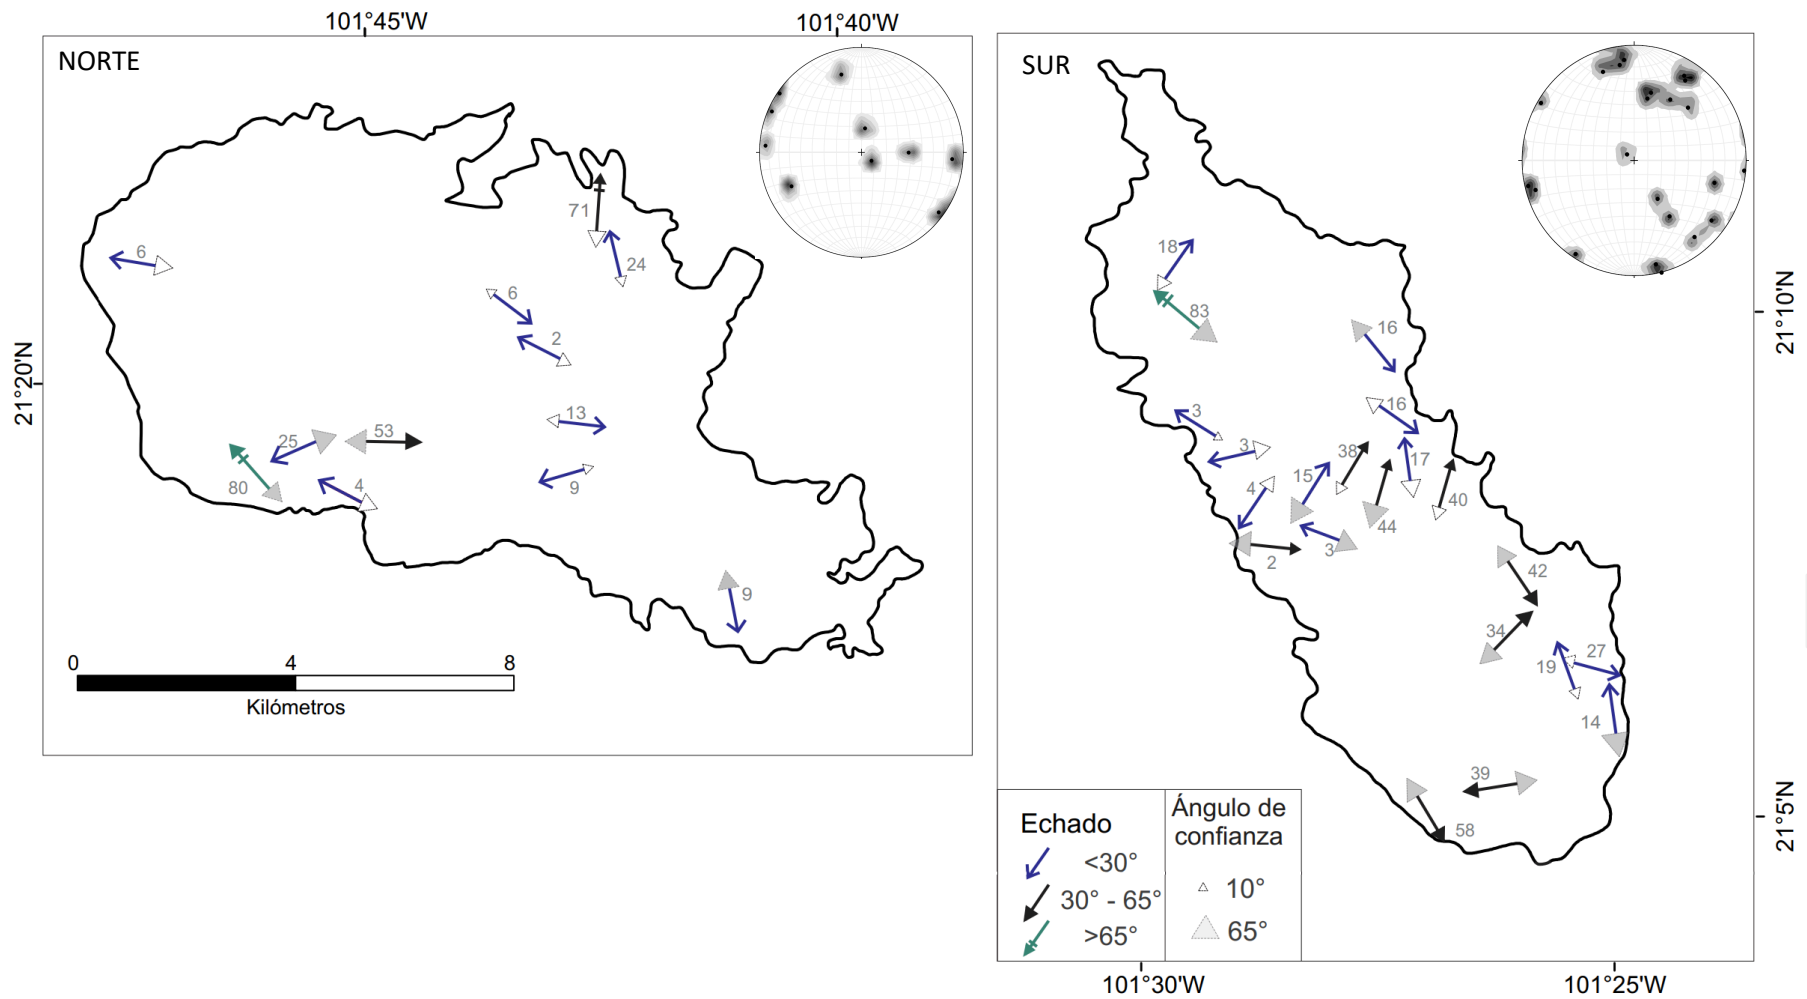 101°45'W
101°40'W
NORTE
SUR
71
6
24
6
2
13
25
53
80
4
9
9
21°20'N
0
4
8
Kilómetros
18
83
16
21°10'N
3
16
3
38
17
15
4
40
44
3
2
42
34
27
19
14
39
58
21°5'N
Echado
<30°
30° - 65°
>65°
Ángulo de
confianza
10°
65°
101°30'W
101°25'W